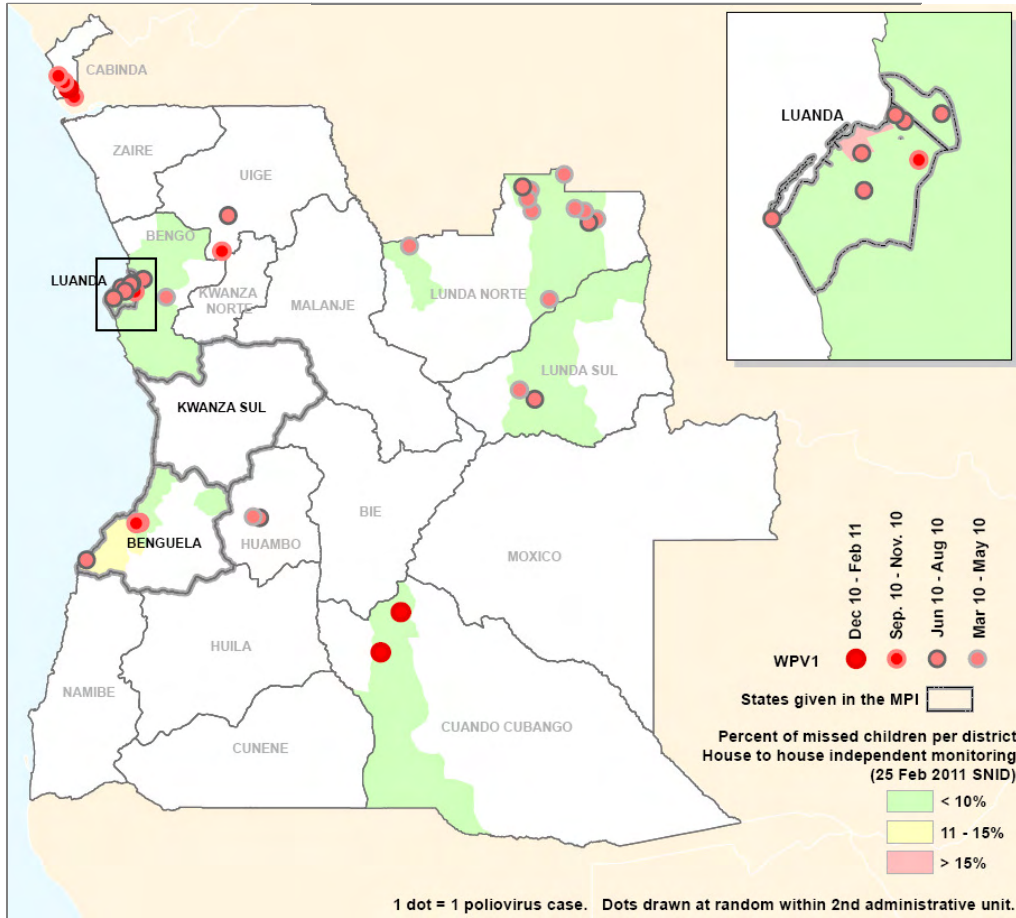 CABINDA
LUANDA
ZAIRE
UIGE
BENGO
LUANDA
KWANZA
NORTE
LUNDA NORTE
MALANJE
LUNDA SUL
KWANZA SUL
BIE
BENGUELA
HUAMBO
MOXICO
HUILA
NAMIBE
CUANDO CUBANGO
CUNENE
Dec 10 - Feb 11
Sep. 10 - Nov. 10
Jun 10 - Aug 10
Mar 10 - May 10
WPV1
States given in the MPI
Percent of missed children per district
House to house independent monitoring
(25 Feb 2011 SNID)
< 10%
11 - 15%
> 15%
1 dot = 1 poliovirus case. Dots drawn at random within 2nd administrative unit.